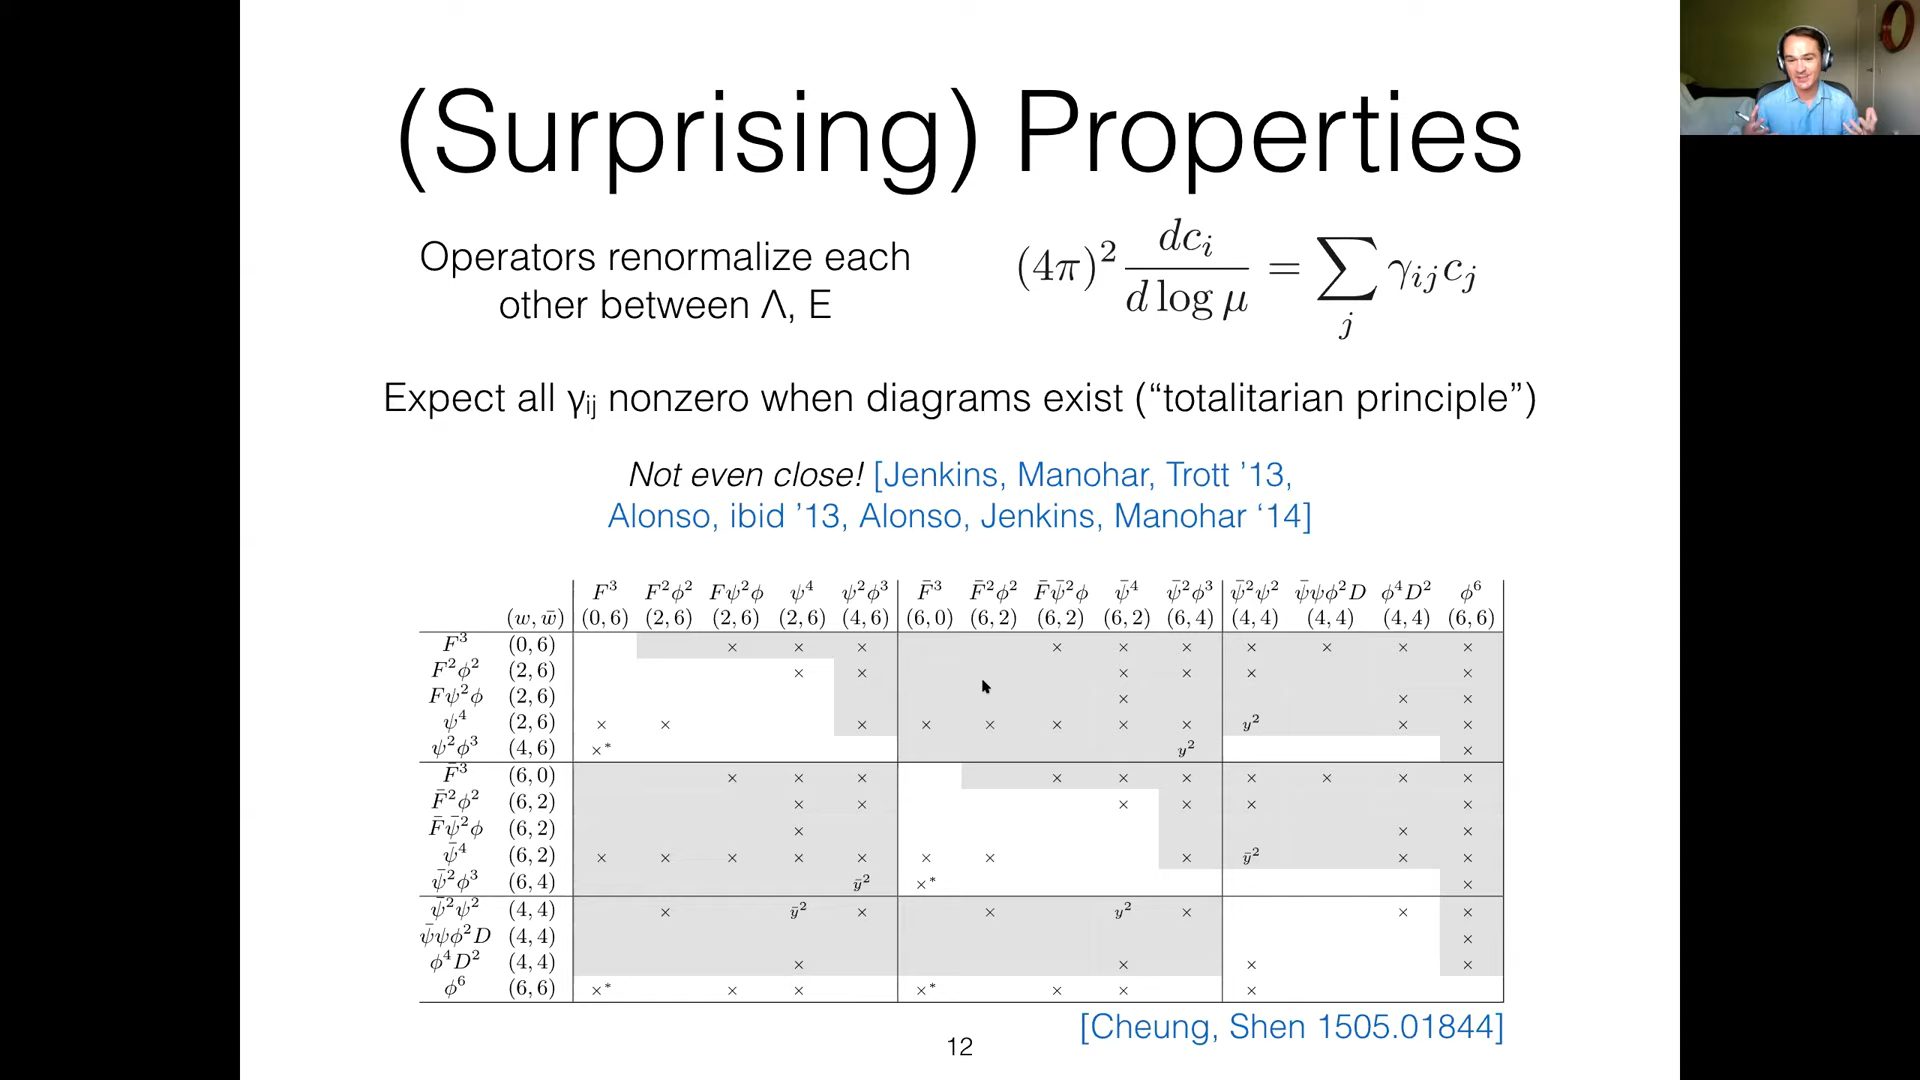 (Surprising) Properties
Operators renormalize each
other between Λ, E
(4π)² dcᵢ / d log μ = ∑ⱼ γᵢⱼcⱼ
Expect all γᵢⱼ nonzero when diagrams exist (“totalitarian principle”)
Not even close! [Jenkins, Manohar, Trott ’13,
Alonso, ibid ’13, Alonso, Jenkins, Manohar ‘14]
F³ F²ϕ² Fψ²ϕ ψ⁴ ψ²ϕ³ F̄³ F̄²ϕ² F̄ψ̄²ϕ ψ̄⁴ ψ̄²ϕ³ ψ̄²ψ² ψ̄ψϕ²D ϕ⁴D² ϕ⁶
(w, w̄) (0, 6) (2, 6) (2, 6) (2, 6) (4, 6) (6, 0) (6, 2) (6, 2) (6, 2) (6, 4) (4, 4) (4, 4) (4, 4) (6, 6)
F³ (0, 6) × × × × × × × × × ×
F²ϕ² (2, 6) × × × × × ×
Fψ²ϕ (2, 6) × × ×
ψ⁴ (2, 6) × × × × × × × × y² × ×
ψ²ϕ³ (4, 6) ×* y² ×
F̄³ (6, 0) × × × × × × × × × ×
F̄²ϕ² (6, 2) × × × × × ×
F̄ψ̄²ϕ (6, 2) × × ×
ψ̄⁴ (6, 2) × × × × × × × × ȳ² × ×
ψ̄²ϕ³ (6, 4) ȳ² ×* ×
ψ̄²ψ² (4, 4) × ȳ² × × y² × × ×
ψ̄ψϕ²D (4, 4) ×
ϕ⁴D² (4, 4) × × × ×
ϕ⁶ (6, 6) ×* × × ×* × × ×
[Cheung, Shen 1505.01844]
12